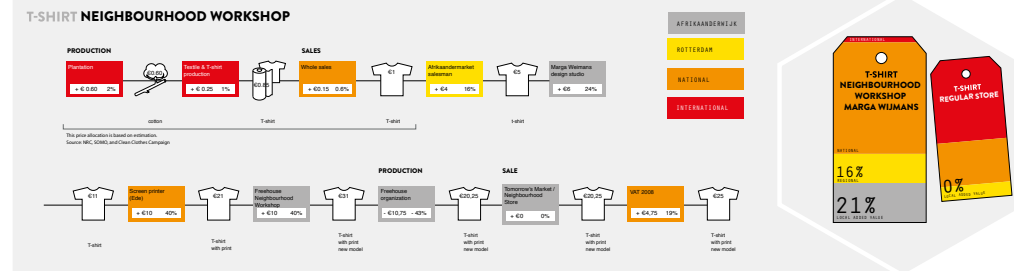 T-SHIRT NEIGHBOURHOOD WORKSHOP
AFRIKAANDERWIJK
ROTTERDAM
NATIONAL
INTERNATIONAL
PRODUCTION
SALES
Plantation
+ € 0.60 2%
€0.60
cotton
Textile & T-shirt
production
+ € 0.25 1%
€0.85
T-shirt
Whole sales
+ €0.15 0.6%
€1
T-shirt
Afrikaandermarket
salesman
+ €4 16%
€5
t-shirt
Marga Weimans
design studio
+ €6 24%
This price allocation is based on estimation.
Source: NRC, SOMO, and Clean Clothes Campaign
PRODUCTION
SALE
€11
T-shirt
Screen printer
(Ede)
+ €10 40%
€21
T-shirt
with print
Freehouse
Neighbourhood
Workshop
+ €10 40%
€31
T-shirt
with print
new model
Freehouse
organization
- €10,75 - 43%
€20,25
T-shirt
with print
new model
Tomorrow's Market /
Neighbourhood
Store
+ €0 0%
€20,25
T-shirt
with print
new model
VAT 2008
+ €4,75 19%
€25
T-shirt
with print
new model
INTERNATIONAL
T-SHIRT
NEIGHBOURHOOD
WORKSHOP
MARGA WIJMANS
NATIONAL
16%
REGIONAL
21%
LOCAL ADDED VALUE
T-SHIRT
REGULAR STORE
0%
LOCAL ADDED VALUE